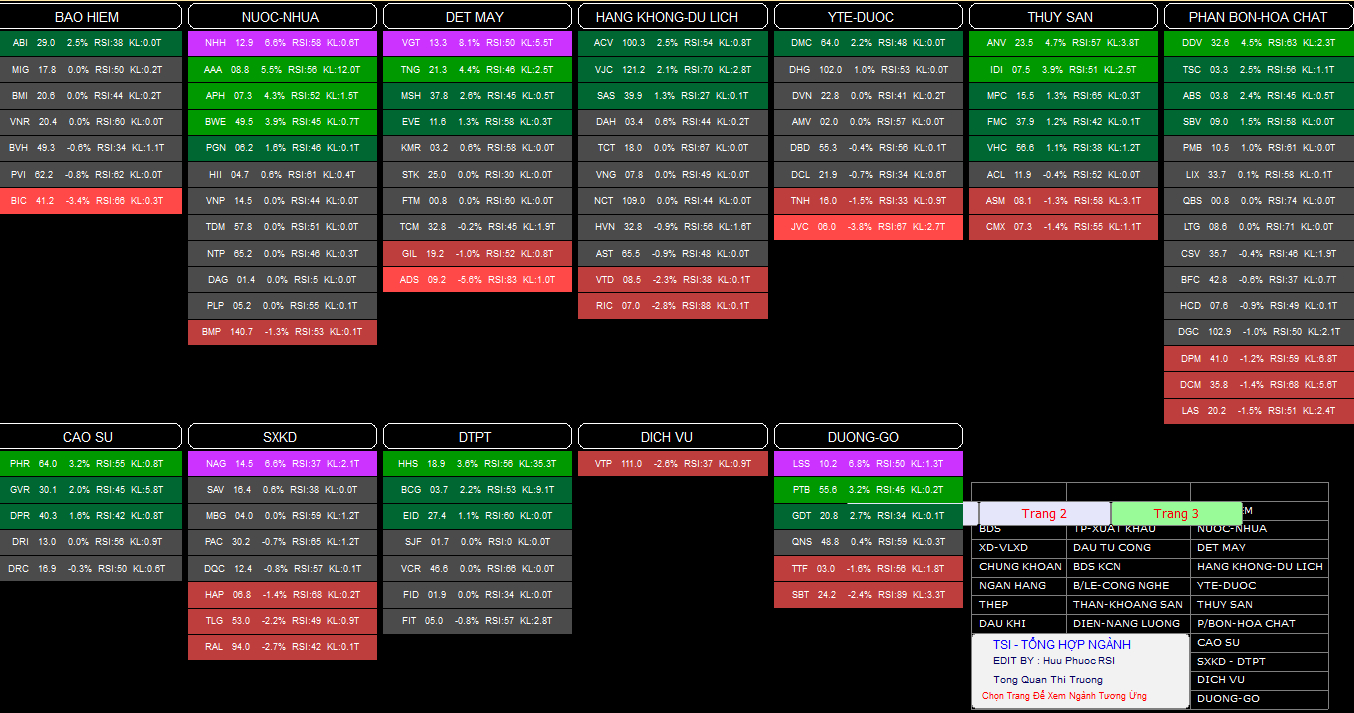 BAO HIEM
ABI 29.0 2.5% RSI:38 KL:0.0T
MIG 17.8 0.0% RSI:50 KL:0.2T
BMI 20.6 0.0% RSI:44 KL:0.2T
VNR 20.4 0.0% RSI:60 KL:0.0T
BVH 49.3 -0.6% RSI:34 KL:1.1T
PVI 62.2 -0.8% RSI:62 KL:0.0T
BIC 41.2 -3.4% RSI:66 KL:0.3T
NUOC-NHUA
NHH 12.9 6.6% RSI:58 KL:0.6T
AAA 08.8 5.5% RSI:56 KL:12.0T
APH 07.3 4.3% RSI:52 KL:1.5T
BWE 49.5 3.9% RSI:45 KL:0.7T
PGN 06.2 1.6% RSI:46 KL:0.1T
HII 04.7 0.6% RSI:61 KL:0.4T
VNP 14.5 0.0% RSI:44 KL:0.0T
TDM 57.8 0.0% RSI:51 KL:0.0T
NTP 65.2 0.0% RSI:46 KL:0.3T
DAG 01.4 0.0% RSI:5 KL:0.0T
PLP 05.2 0.0% RSI:55 KL:0.1T
BMP 140.7 -1.3% RSI:53 KL:0.1T
DET MAY
VGT 13.3 8.1% RSI:50 KL:5.5T
TNG 21.3 4.4% RSI:46 KL:2.5T
MSH 37.8 2.6% RSI:45 KL:0.5T
EVE 11.6 1.3% RSI:58 KL:0.3T
KMR 03.2 0.6% RSI:58 KL:0.0T
STK 25.0 0.0% RSI:30 KL:0.0T
FTM 00.8 0.0% RSI:60 KL:0.0T
TCM 32.8 -0.2% RSI:45 KL:1.9T
GIL 19.2 -1.0% RSI:52 KL:0.8T
ADS 09.2 -5.6% RSI:83 KL:1.0T
HANG KHONG-DU LICH
ACV 100.3 2.5% RSI:54 KL:0.8T
VJC 121.2 2.1% RSI:70 KL:2.8T
SAS 39.9 1.3% RSI:27 KL:0.1T
DAH 03.4 0.6% RSI:44 KL:0.2T
TCT 18.0 0.0% RSI:67 KL:0.0T
VNG 07.8 0.0% RSI:49 KL:0.0T
NCT 109.0 0.0% RSI:44 KL:0.0T
HVN 32.8 -0.9% RSI:56 KL:1.6T
AST 65.5 -0.9% RSI:48 KL:0.0T
VTD 08.5 -2.3% RSI:38 KL:0.1T
RIC 07.0 -2.8% RSI:88 KL:0.1T
YTE-DUOC
DMC 64.0 2.2% RSI:48 KL:0.0T
DHG 102.0 1.0% RSI:53 KL:0.0T
DVN 22.8 0.0% RSI:41 KL:0.2T
AMV 02.0 0.0% RSI:57 KL:0.0T
DBD 55.3 -0.4% RSI:56 KL:0.1T
DCL 21.9 -0.7% RSI:34 KL:0.6T
TNH 16.0 -1.5% RSI:33 KL:0.9T
JVC 06.0 -3.8% RSI:67 KL:2.7T
THUY SAN
ANV 23.5 4.7% RSI:57 KL:3.8T
IDI 07.5 3.9% RSI:51 KL:2.5T
MPC 15.5 1.3% RSI:65 KL:0.3T
FMC 37.9 1.2% RSI:42 KL:0.1T
VHC 56.6 1.1% RSI:38 KL:1.2T
ACL 11.9 -0.4% RSI:52 KL:0.0T
ASM 08.1 -1.3% RSI:58 KL:3.1T
CMX 07.3 -1.4% RSI:55 KL:1.1T
PHAN BON-HOA CHAT
DDV 32.6 4.5% RSI:63 KL:2.3T
TSC 03.3 2.5% RSI:56 KL:1.1T
ABS 03.8 2.4% RSI:45 KL:0.5T
SBV 09.0 1.5% RSI:58 KL:0.0T
PMB 10.5 1.0% RSI:61 KL:0.0T
LIX 33.7 0.1% RSI:58 KL:0.1T
QBS 00.8 0.0% RSI:74 KL:0.0T
LTG 08.6 0.0% RSI:71 KL:0.0T
CSV 35.7 -0.4% RSI:46 KL:1.9T
BFC 42.8 -0.6% RSI:37 KL:0.7T
HCD 07.6 -0.9% RSI:49 KL:0.1T
DGC 102.9 -1.0% RSI:50 KL:2.1T
DPM 41.0 -1.2% RSI:59 KL:6.8T
DCM 35.8 -1.4% RSI:68 KL:5.6T
LAS 20.2 -1.5% RSI:51 KL:2.4T
CAO SU
PHR 64.0 3.2% RSI:55 KL:0.8T
GVR 30.1 2.0% RSI:45 KL:5.8T
DPR 40.3 1.6% RSI:42 KL:0.8T
DRI 13.0 0.0% RSI:56 KL:0.9T
DRC 16.9 -0.3% RSI:50 KL:0.6T
SXKD
NAG 14.5 6.6% RSI:37 KL:2.1T
SAV 16.4 0.6% RSI:38 KL:0.0T
MBG 04.0 0.0% RSI:59 KL:1.2T
PAC 30.2 -0.7% RSI:65 KL:1.2T
DQC 12.4 -0.8% RSI:57 KL:0.1T
HAP 06.8 -1.4% RSI:68 KL:0.2T
TLG 53.0 -2.2% RSI:49 KL:0.9T
RAL 94.0 -2.7% RSI:42 KL:0.1T
DTPT
HHS 18.9 3.6% RSI:56 KL:35.3T
BCG 03.7 2.2% RSI:53 KL:9.1T
EID 27.4 1.1% RSI:60 KL:0.0T
SJF 01.7 0.0% RSI:0 KL:0.0T
VCR 46.6 0.0% RSI:66 KL:0.0T
FID 01.9 0.0% RSI:34 KL:0.0T
FIT 05.0 -0.8% RSI:57 KL:2.8T
DICH VU
VTP 111.0 -2.6% RSI:37 KL:0.9T
DUONG-GO
LSS 10.2 6.8% RSI:50 KL:1.3T
PTB 55.6 3.2% RSI:45 KL:0.2T
GDT 20.8 2.7% RSI:34 KL:0.1T
QNS 48.8 0.4% RSI:59 KL:0.3T
TTF 03.0 -1.6% RSI:56 KL:1.8T
SBT 24.2 -2.4% RSI:89 KL:3.3T
Trang 2 Trang 3 EM
BDS TP-XUAT KHAU NUOC-NHUA
XD-VLXD DAU TU CONG DET MAY
CHUNG KHOAN BDS KCN HANG KHONG-DU LICH
NGAN HANG B/LE-CONG NGHE YTE-DUOC
THEP THAN-KHOANG SAN THUY SAN
DAU KHI DIEN-NANG LUONG P/BON-HOA CHAT
CAO SU
SXKD - DTPT
DICH VU
DUONG-GO
TSI - TỔNG HỢP NGÀNH
EDIT BY : Huu Phuoc RSI
Tong Quan Thi Truong
Chọn Trang Để Xem Ngành Tương Ứng